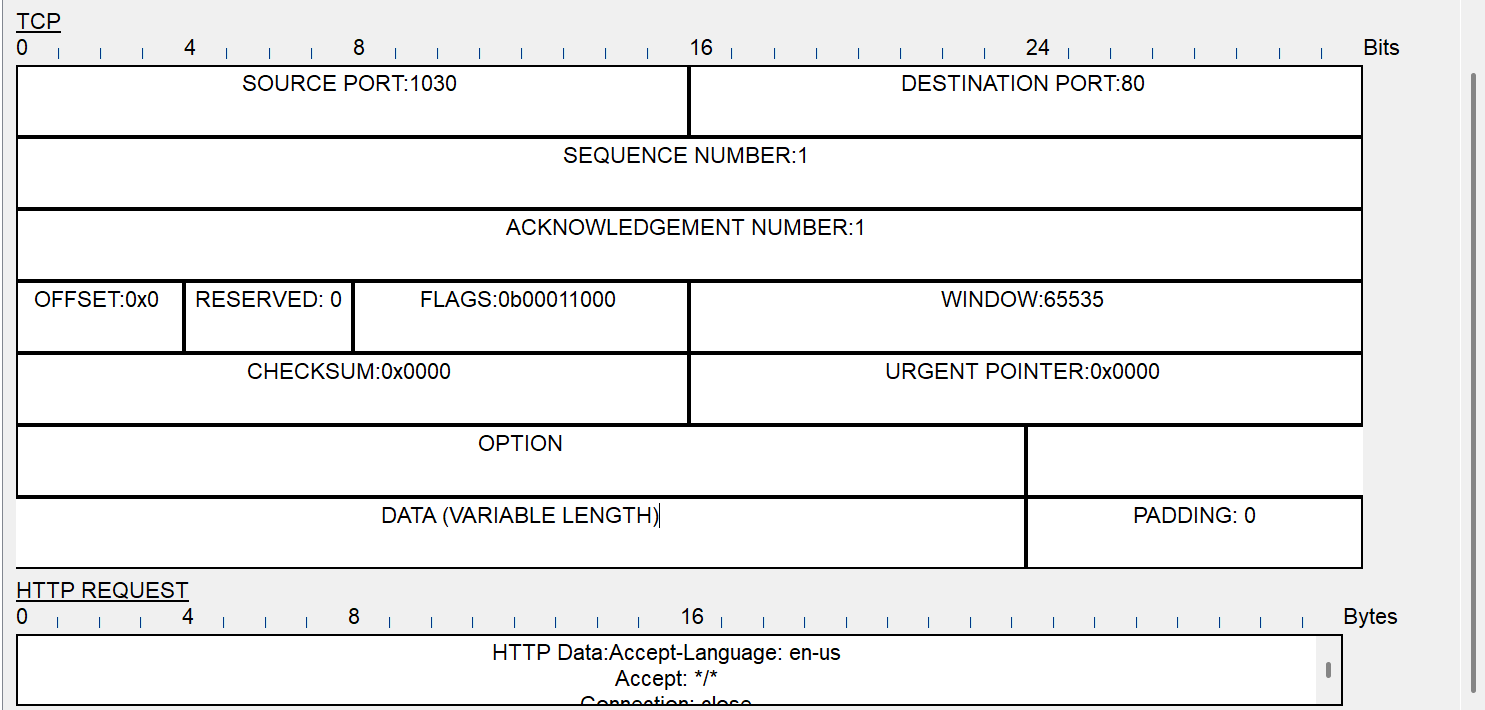 TCP
0 4 8 16 24 Bits
SOURCE PORT:1030 DESTINATION PORT:80
SEQUENCE NUMBER:1
ACKNOWLEDGEMENT NUMBER:1
OFFSET:0x0 RESERVED: 0 FLAGS:0b00011000 WINDOW:65535
CHECKSUM:0x0000 URGENT POINTER:0x0000
OPTION
DATA (VARIABLE LENGTH) PADDING: 0
HTTP REQUEST
0 4 8 16 Bytes
HTTP Data:Accept-Language: en-us
Accept: */*
Connection: close